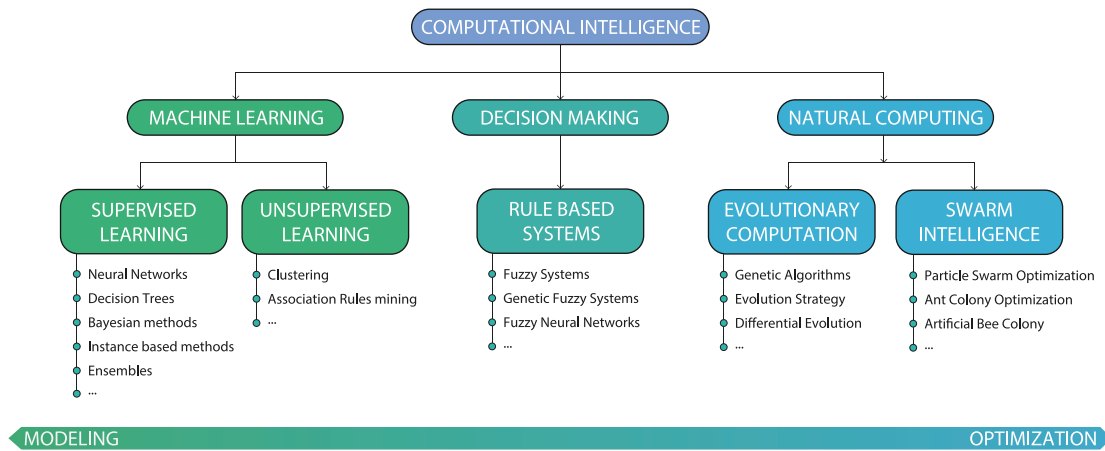 COMPUTATIONAL INTELLIGENCE
MACHINE LEARNING
DECISION MAKING
NATURAL COMPUTING
SUPERVISED
LEARNING
UNSUPERVISED
LEARNING
RULE BASED
SYSTEMS
EVOLUTIONARY
COMPUTATION
SWARM
INTELLIGENCE
Neural Networks
Decision Trees
Bayesian methods
Instance based methods
Ensembles
...
Clustering
Association Rules mining
...
Fuzzy Systems
Genetic Fuzzy Systems
Fuzzy Neural Networks
...
Genetic Algorithms
Evolution Strategy
Differential Evolution
...
Particle Swarm Optimization
Ant Colony Optimization
Artificial Bee Colony
...
MODELING
OPTIMIZATION